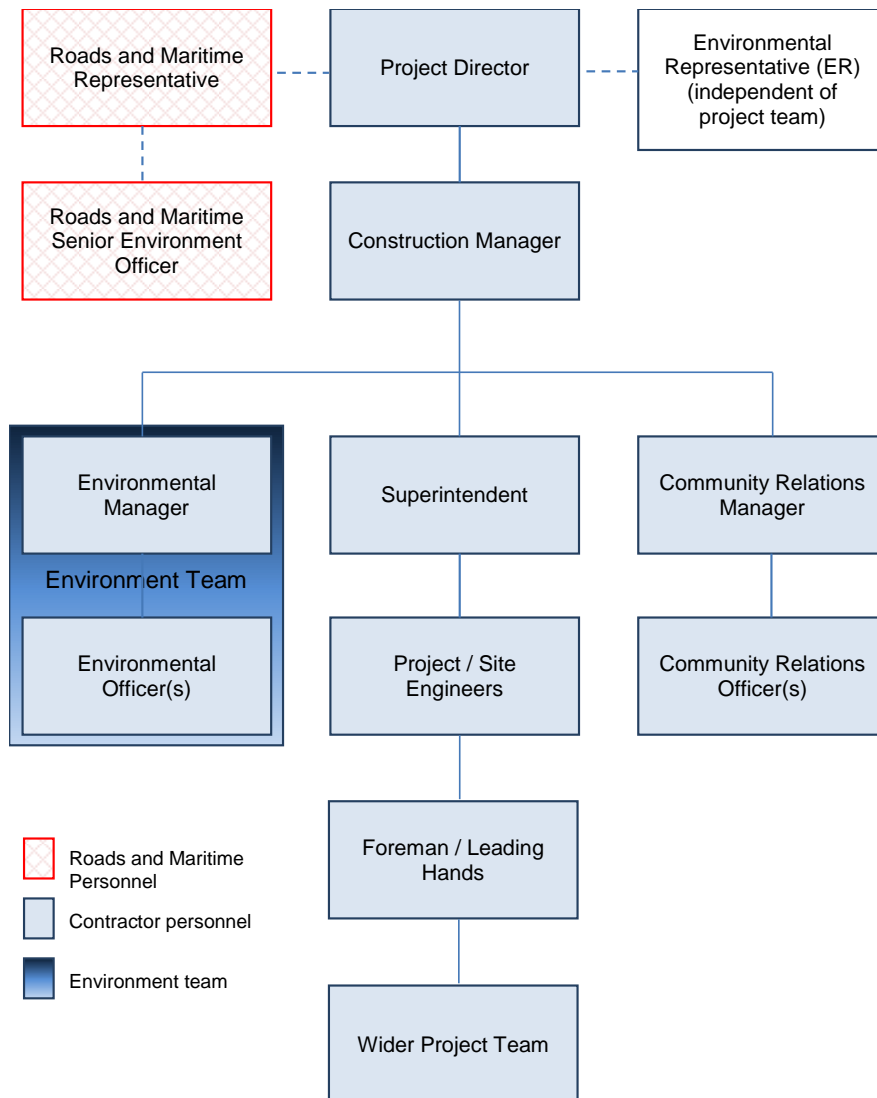 Roads and Maritime
Representative
Project Director
Environmental
Representative (ER)
(independent of
project team)
Roads and Maritime
Senior Environment
Officer
Construction Manager
Environmental
Manager
Superintendent
Community Relations
Manager
Environment Team
Environmental
Officer(s)
Project / Site
Engineers
Community Relations
Officer(s)
Foreman / Leading
Hands
Roads and Maritime
Personnel
Contractor personnel
Environment team
Wider Project Team